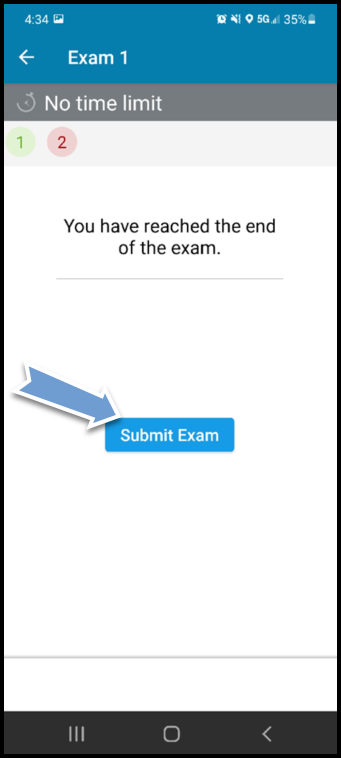 4:34 5G 35%
Exam 1
No time limit
1 2
You have reached the end
of the exam.
Submit Exam